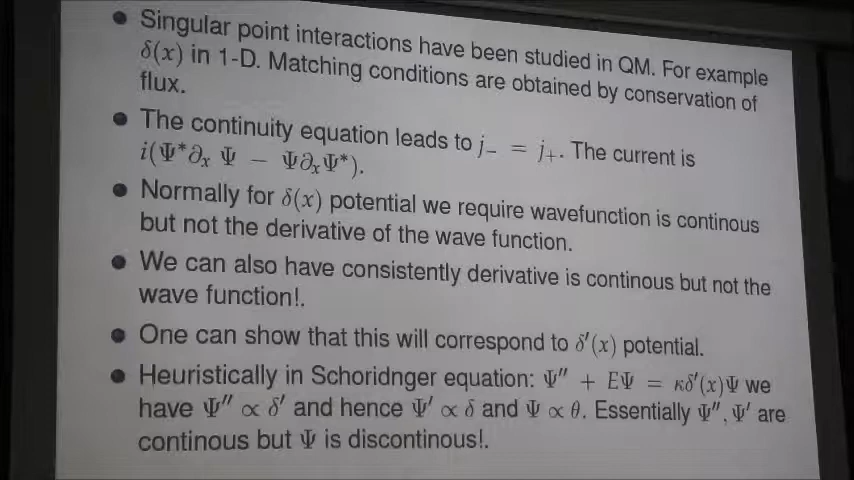 Singular point interactions have been studied in QM. For example
δ(x) in 1-D. Matching conditions are obtained by conservation of
flux.
The continuity equation leads to j₋ = j₊. The current is
i(Ψ*∂ₓ Ψ − Ψ∂ₓΨ*).
Normally for δ(x) potential we require wavefunction is continous
but not the derivative of the wave function.
We can also have consistently derivative is continous but not the
wave function!.
One can show that this will correspond to δ′(x) potential.
Heuristically in Schoridnger equation: Ψ″ + EΨ = κδ′(x)Ψ we
have Ψ″ ∝ δ′ and hence Ψ′ ∝ δ and Ψ ∝ θ. Essentially Ψ″, Ψ′ are
continous but Ψ is discontinous!.